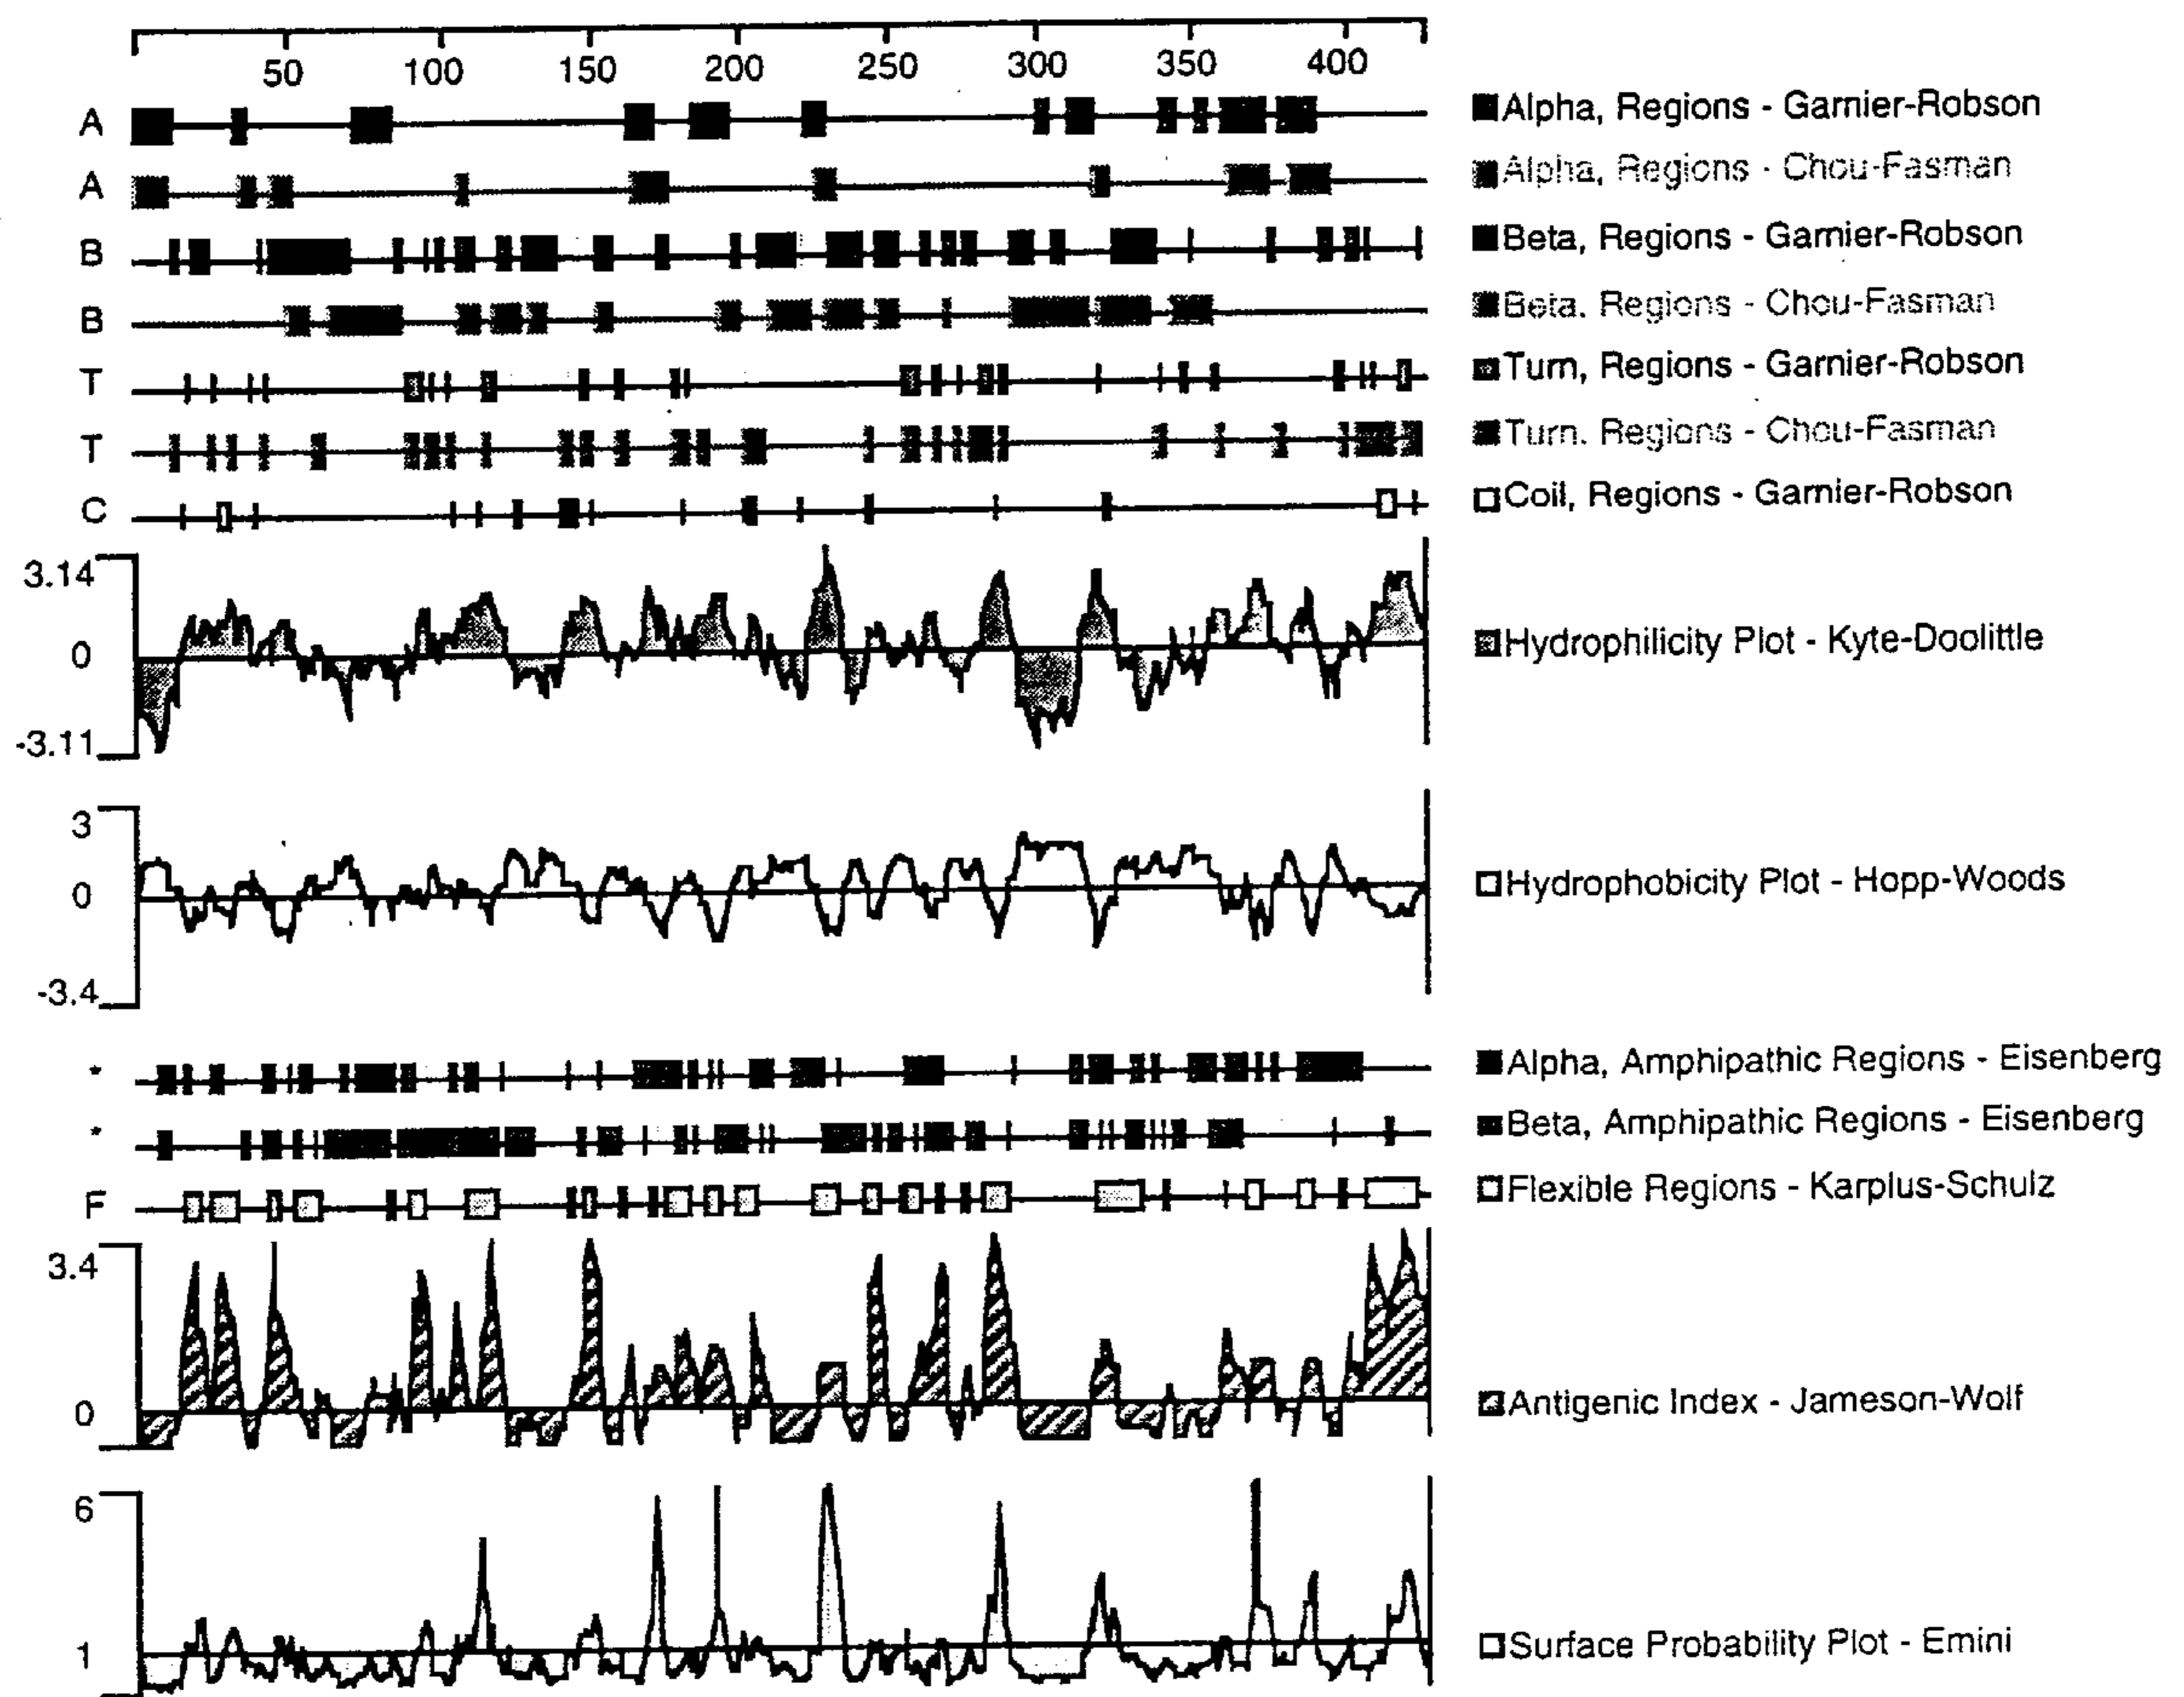 50 100 150 200 250 300 350 400
A Alpha, Regions - Garnier-Robson
A Alpha, Regions - Chou-Fasman
B Beta, Regions - Garnier-Robson
B Beta. Regions - Chou-Fasman
T Turn, Regions - Garnier-Robson
T Turn. Regions - Chou-Fasman
C Coil, Regions - Garnier-Robson
3.14
0 Hydrophilicity Plot - Kyte-Doolittle
-3.11
3
0 Hydrophobicity Plot - Hopp-Woods
-3.4
* Alpha, Amphipathic Regions - Eisenberg
* Beta, Amphipathic Regions - Eisenberg
F Flexible Regions - Karplus-Schulz
3.4
0 Antigenic Index - Jameson-Wolf
6
1 Surface Probability Plot - Emini